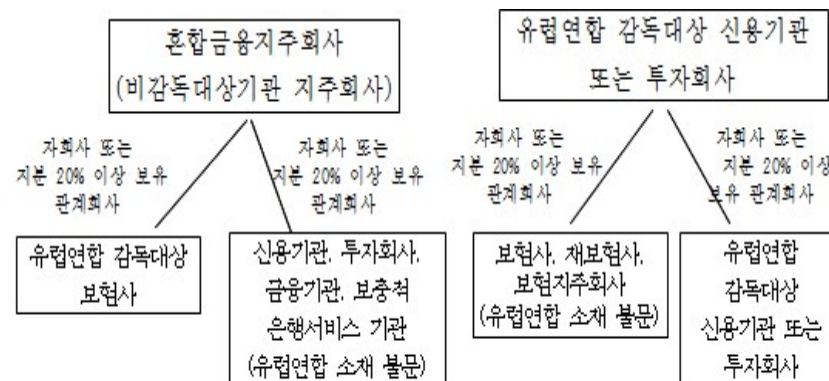 혼합금융지주회사
(비감독대상기관 지주회사)
유럽연합 감독대상 신용기관
또는 투자회사
자회사 또는
지분 20% 이상 보유
관계회사
자회사 또는
지분 20% 이상 보유
관계회사
자회사 또는
지분 20% 이상 보유
관계회사
자회사 또는
지분 20% 이상
보유 관계회사
유럽연합 감독대상
보험사
신용기관, 투자회사,
금융기관, 보충적
은행서비스 기관
(유럽연합 소재 불문)
보험사, 재보험사,
보험지주회사
(유럽연합 소재 불문)
유럽연합
감독대상
신용기관 또는
투자회사